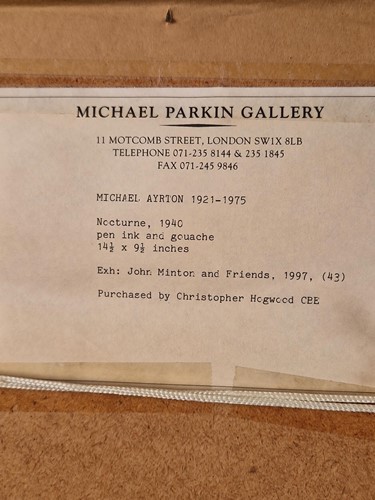 MICHAEL PARKIN GALLERY
11 MOTCOMB STREET, LONDON SW1X 8LB
TELEPHONE 071-235 8144 & 235 1845
FAX 071-245 9846
MICHAEL AYRTON 1921-1975
Nocturne, 1940
pen ink and gouache
14½ x 9½ inches
Exh: John Minton and Friends, 1997, (43)
Purchased by Christopher Hogwood CBE